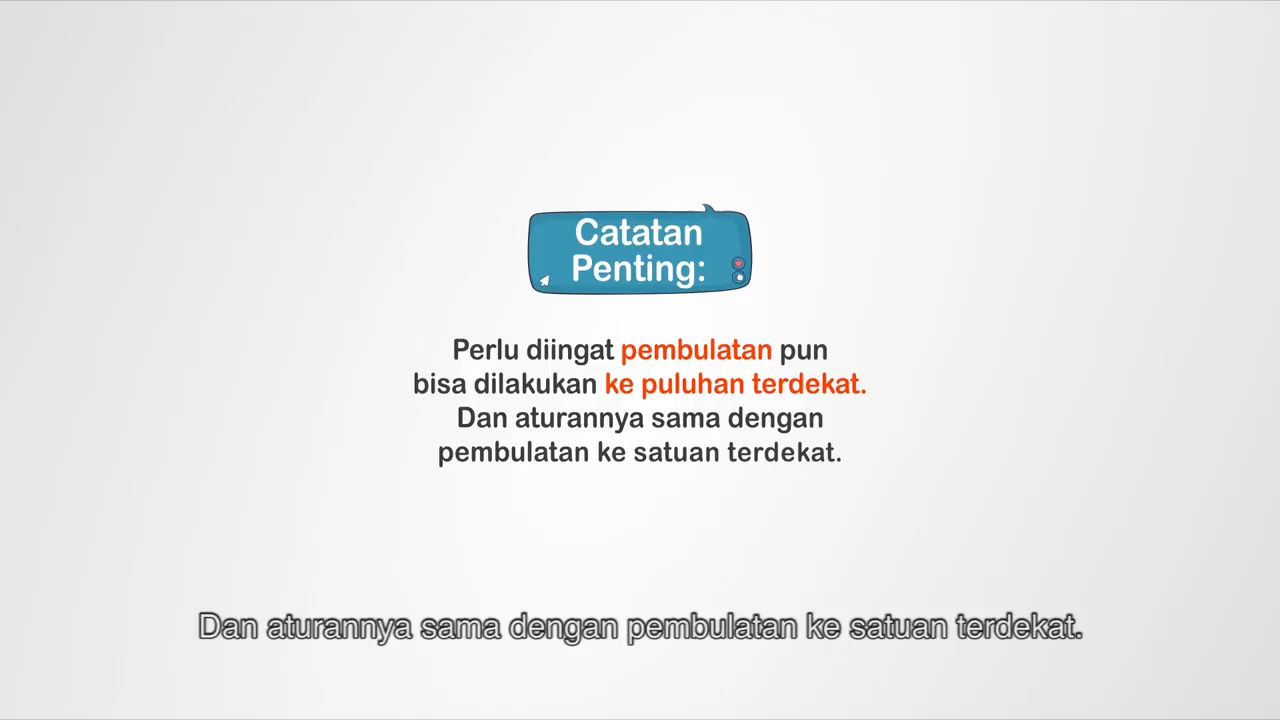 Catatan
Penting:
Perlu diingat pembulatan pun
bisa dilakukan ke puluhan terdekat.
Dan aturannya sama dengan
pembulatan ke satuan terdekat.
Dan aturannya sama dengan pembulatan ke satuan terdekat.